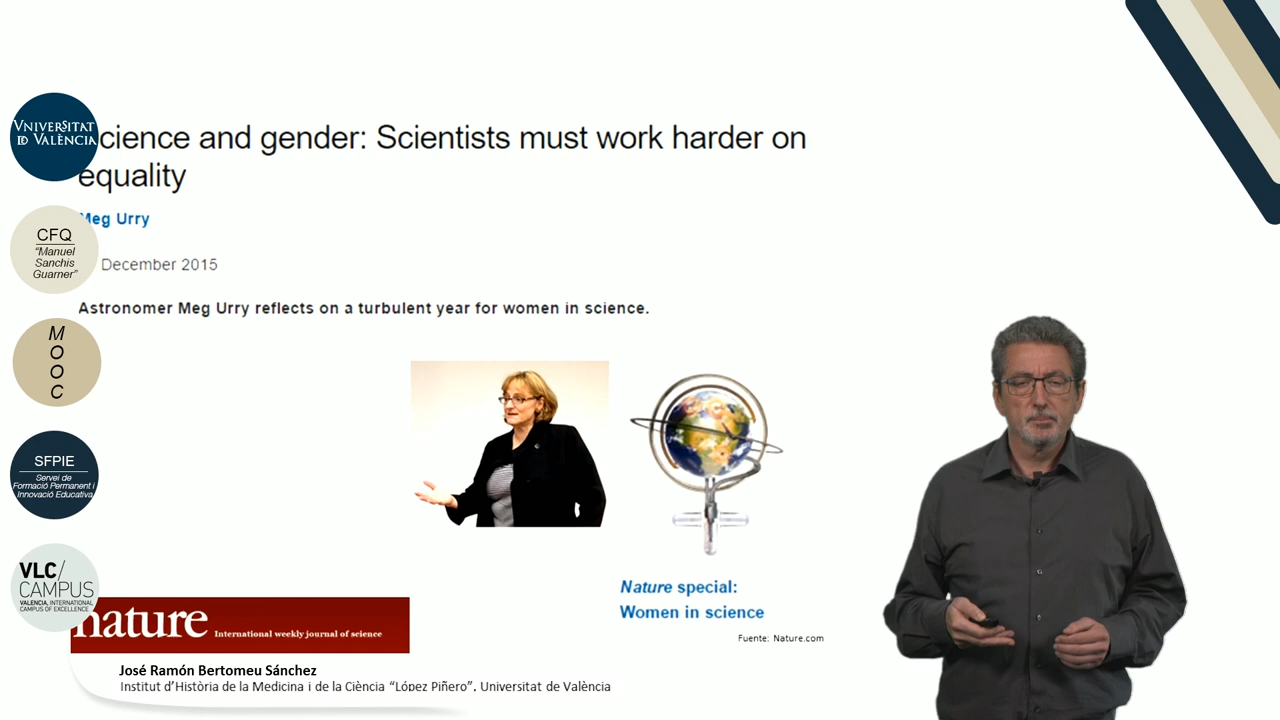 VNIVERSITAT
ID VALÈNCIA
cience and gender: Scientists must work harder on
equality
Meg Urry
December 2015
Astronomer Meg Urry reflects on a turbulent year for women in science.
CFQ
"Manuel
Sanchis
Guarner"
M
O
O
C
SFPIE
Servei de
Formació Permanent i
Innovació Educativa
VLC/
CAMPUS
VALENCIA, INTERNATIONAL
CAMPUS OF EXCELLENCE
nature International weekly journal of science
Nature special:
Women in science
Fuente: Nature.com
José Ramón Bertomeu Sánchez
Institut d'Història de la Medicina i de la Ciència "López Piñero", Universitat de València